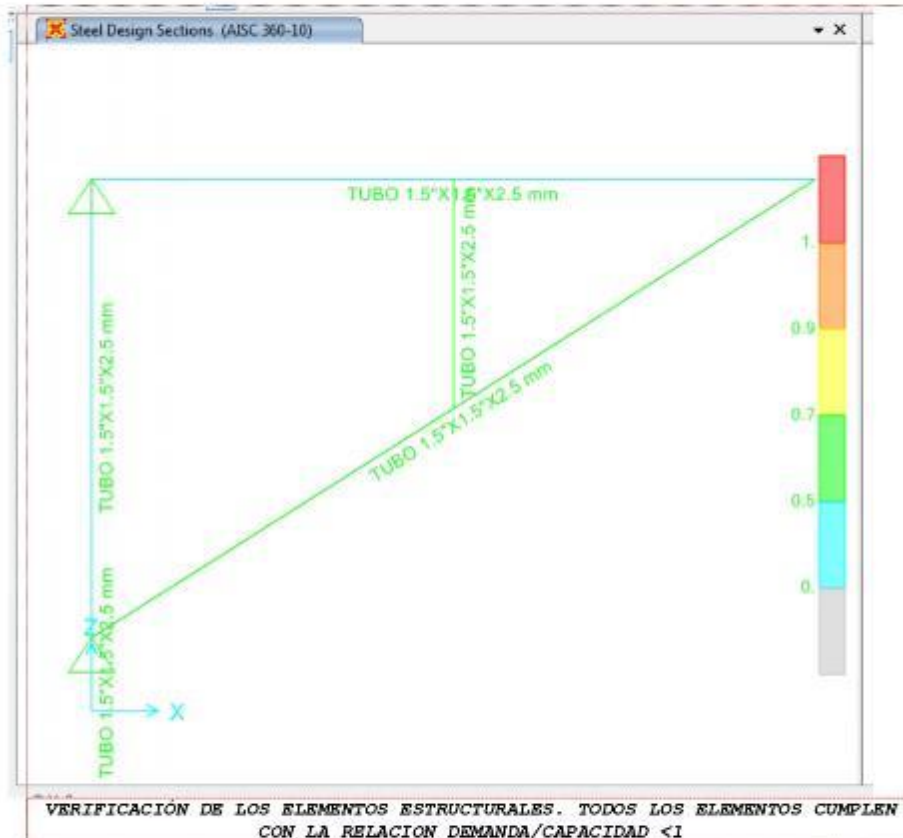 Steel Design Sections (AISC 360-10)
TUBO 1.5"X1.5"X2.5 mm
TUBO 1.5"X1.5"X2.5 mm
TUBO 1.5"X1.5"X2.5 mm
TUBO 1.5"X1.5"X2.5 mm
TUBO 1.5"X1.5"X2.5 mm
Z
X
1.
0.9
0.7
0.5
0.
VERIFICACIÓN DE LOS ELEMENTOS ESTRUCTURALES. TODOS LOS ELEMENTOS CUMPLEN
CON LA RELACION DEMANDA/CAPACIDAD <1